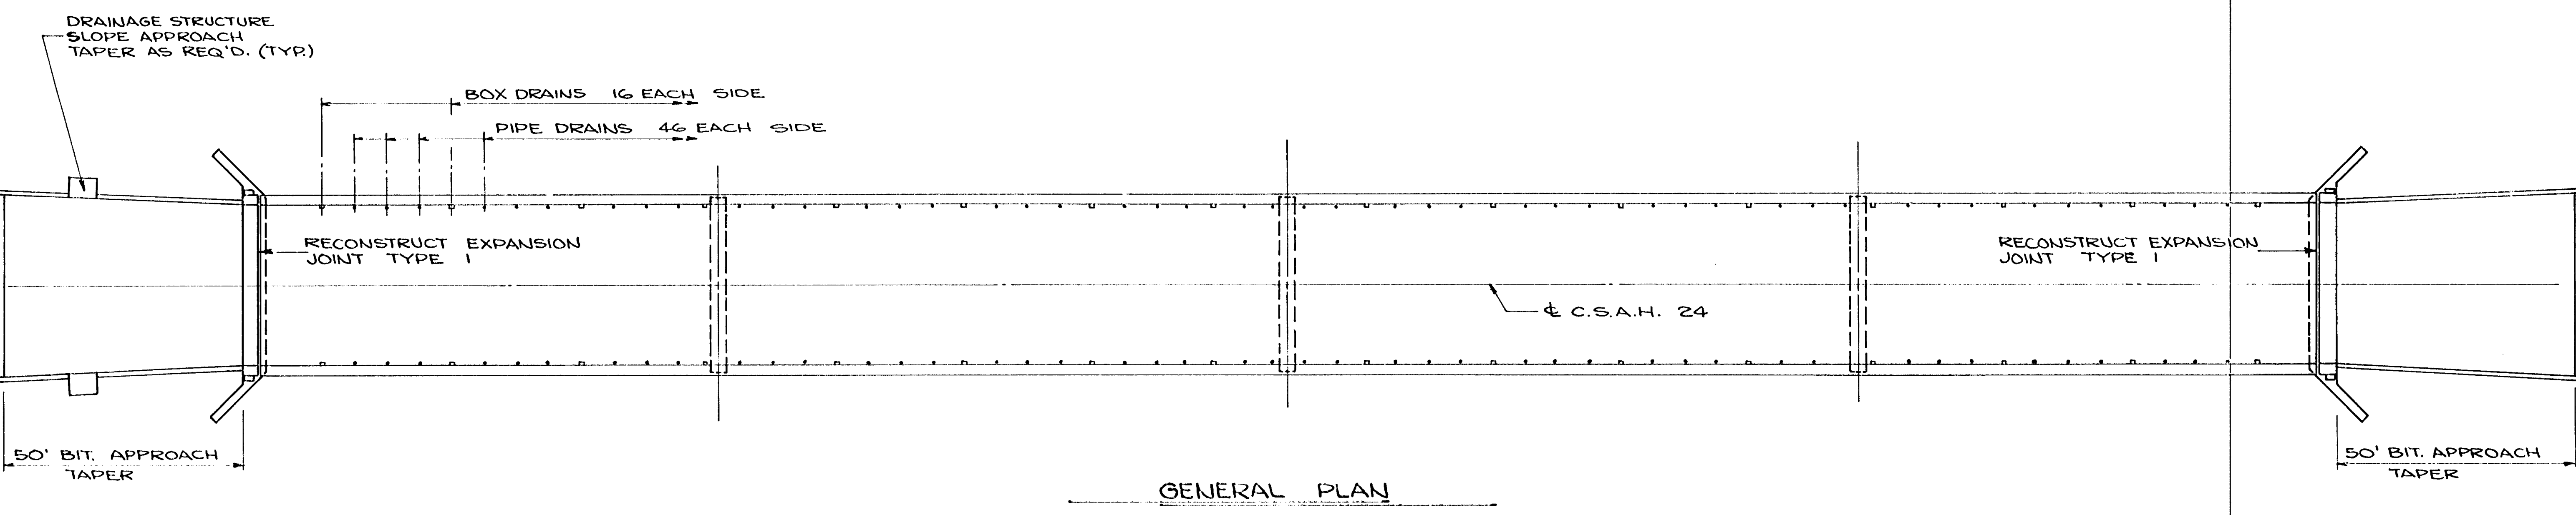 DRAINAGE STRUCTURE
SLOPE APPROACH
TAPER AS REQ'D. (TYP.)
BOX DRAINS 16 EACH SIDE
PIPE DRAINS 46 EACH SIDE
RECONSTRUCT EXPANSION
JOINT TYPE 1
RECONSTRUCT EXPANSION
JOINT TYPE 1
℄ C.S.A.H. 24
50' BIT. APPROACH
TAPER
50' BIT. APPROACH
TAPER
GENERAL PLAN